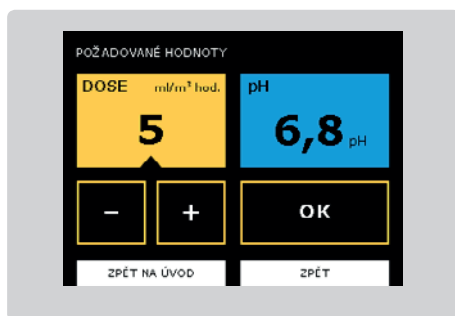 POŽADOVANÉ HODNOTY
DOSE ml/m³ hod.
pH
5
6,8 pH
- + OK
ZPĚT NA ÚVOD
ZPĚT